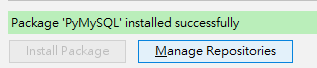 Package 'PyMySQL' installed successfully
Install Package
Manage Repositories